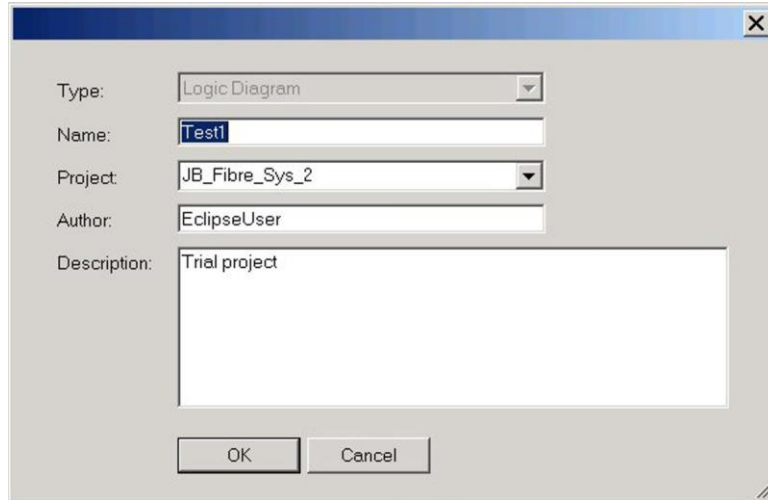 Type: Logic Diagram
Name: Test1
Project: JB_Fibre_Sys_2
Author: EclipseUser
Description: Trial project
OK Cancel